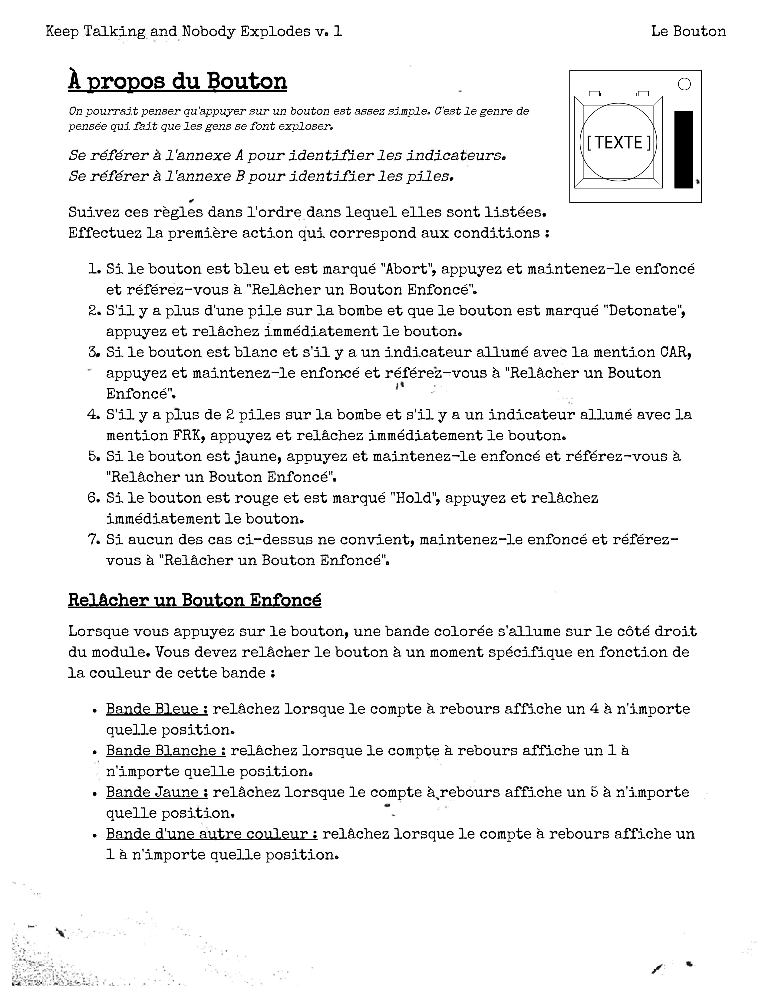 Keep Talking and Nobody Explodes v. 1
Le Bouton
À propos du Bouton
On pourrait penser qu'appuyer sur un bouton est assez simple. C'est le genre de
pensée qui fait que les gens se font exploser.
Se référer à l'annexe A pour identifier les indicateurs.
Se référer à l'annexe B pour identifier les piles.
[ TEXTE ]
Suivez ces règles dans l'ordre dans lequel elles sont listées.
Effectuez la première action qui correspond aux conditions :
1. Si le bouton est bleu et est marqué "Abort", appuyez et maintenez-le enfoncé
et référez-vous à "Relâcher un Bouton Enfoncé".
2. S'il y a plus d'une pile sur la bombe et que le bouton est marqué "Detonate",
appuyez et relâchez immédiatement le bouton.
3. Si le bouton est blanc et s'il y a un indicateur allumé avec la mention CAR,
appuyez et maintenez-le enfoncé et référez-vous à "Relâcher un Bouton
Enfoncé".
4. S'il y a plus de 2 piles sur la bombe et s'il y a un indicateur allumé avec la
mention FRK, appuyez et relâchez immédiatement le bouton.
5. Si le bouton est jaune, appuyez et maintenez-le enfoncé et référez-vous à
"Relâcher un Bouton Enfoncé".
6. Si le bouton est rouge et est marqué "Hold", appuyez et relâchez
immédiatement le bouton.
7. Si aucun des cas ci-dessus ne convient, maintenez-le enfoncé et référez-
vous à "Relâcher un Bouton Enfoncé".
Relâcher un Bouton Enfoncé
Lorsque vous appuyez sur le bouton, une bande colorée s'allume sur le côté droit
du module. Vous devez relâcher le bouton à un moment spécifique en fonction de
la couleur de cette bande :
• Bande Bleue : relâchez lorsque le compte à rebours affiche un 4 à n'importe
quelle position.
• Bande Blanche : relâchez lorsque le compte à rebours affiche un 1 à
n'importe quelle position.
• Bande Jaune : relâchez lorsque le compte à rebours affiche un 5 à n'importe
quelle position.
• Bande d'une autre couleur : relâchez lorsque le compte à rebours affiche un
1 à n'importe quelle position.